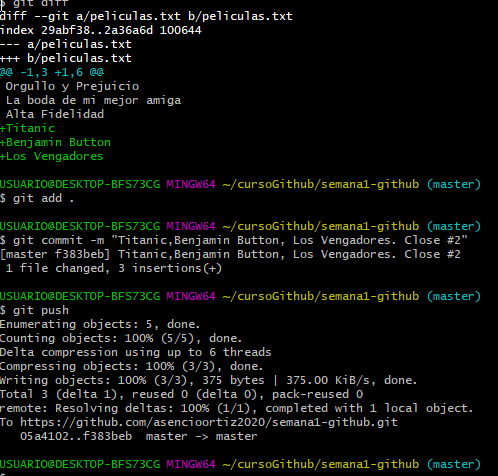 $ git diff
diff --git a/peliculas.txt b/peliculas.txt
index 29abf38..2a36a6d 100644
--- a/peliculas.txt
+++ b/peliculas.txt
@@ -1,3 +1,6 @@
 Orgullo y Prejuicio
 La boda de mi mejor amiga
 Alta Fidelidad
+Titanic
+Benjamin Button
+Los Vengadores
USUARIO@DESKTOP-BFS73CG MINGW64 ~/cursoGithub/semana1-github (master)
$ git add .
USUARIO@DESKTOP-BFS73CG MINGW64 ~/cursoGithub/semana1-github (master)
$ git commit -m "Titanic,Benjamin Button, Los Vengadores. Close #2"
[master f383beb] Titanic,Benjamin Button, Los Vengadores. Close #2
 1 file changed, 3 insertions(+)
USUARIO@DESKTOP-BFS73CG MINGW64 ~/cursoGithub/semana1-github (master)
$ git push
Enumerating objects: 5, done.
Counting objects: 100% (5/5), done.
Delta compression using up to 6 threads
Compressing objects: 100% (3/3), done.
Writing objects: 100% (3/3), 375 bytes | 375.00 KiB/s, done.
Total 3 (delta 1), reused 0 (delta 0), pack-reused 0
remote: Resolving deltas: 100% (1/1), completed with 1 local object.
To https://github.com/asencioortiz2020/semana1-github.git
   05a4102..f383beb  master -> master
USUARIO@DESKTOP-BFS73CG MINGW64 ~/cursoGithub/semana1-github (master)